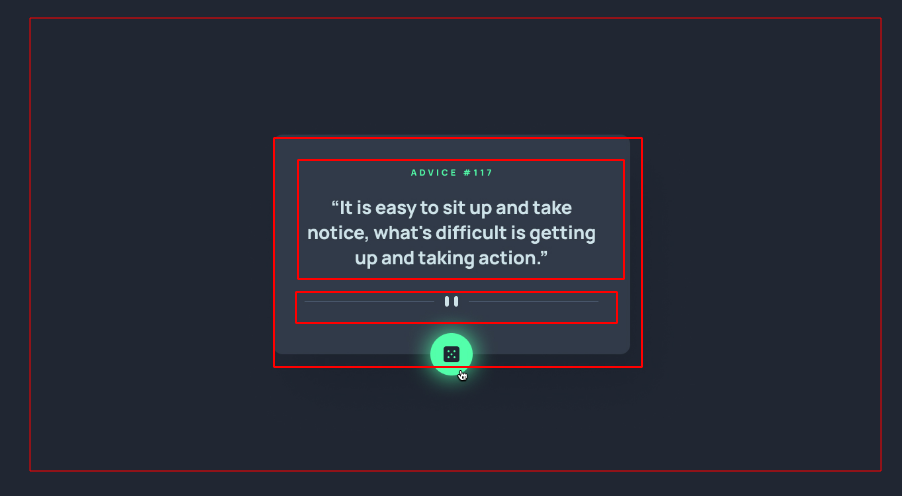 ADVICE #117
“It is easy to sit up and take
notice, what's difficult is getting
up and taking action.”